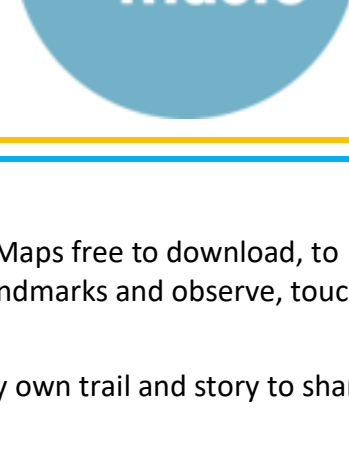 Maps free to download, to
ndmarks and observe, touc
y own trail and story to shar